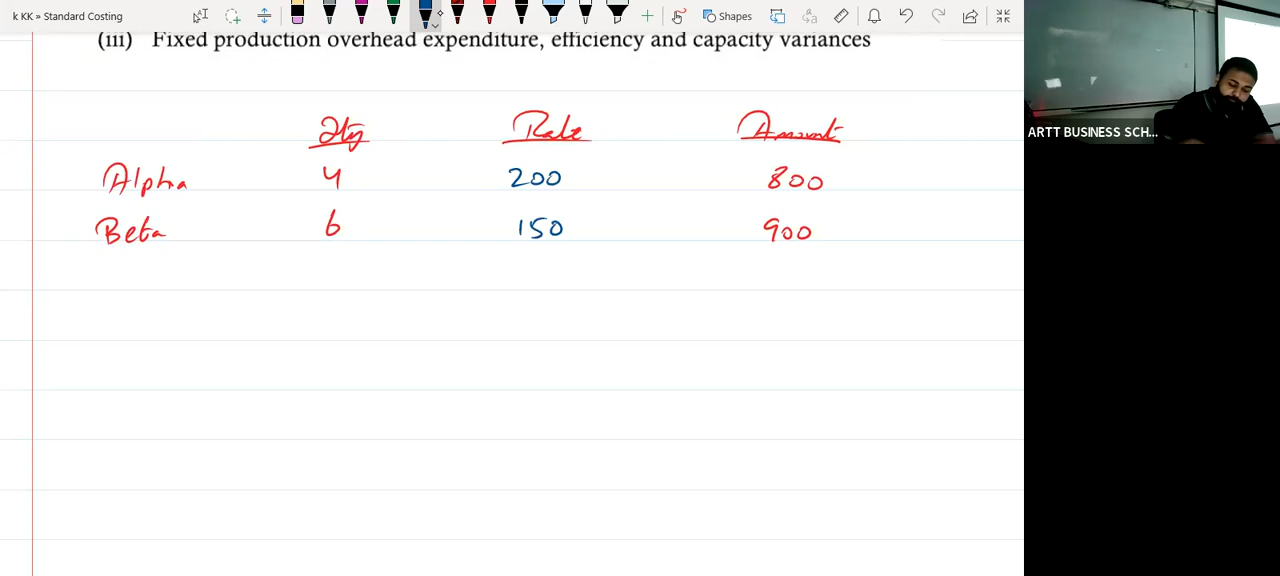 k KK » Standard Costing
Shapes
(iii) Fixed production overhead expenditure, efficiency and capacity variances
ARTT BUSINESS SCH...
Qty Rate Amount
Alpha 4 200 800
Beta 6 150 900